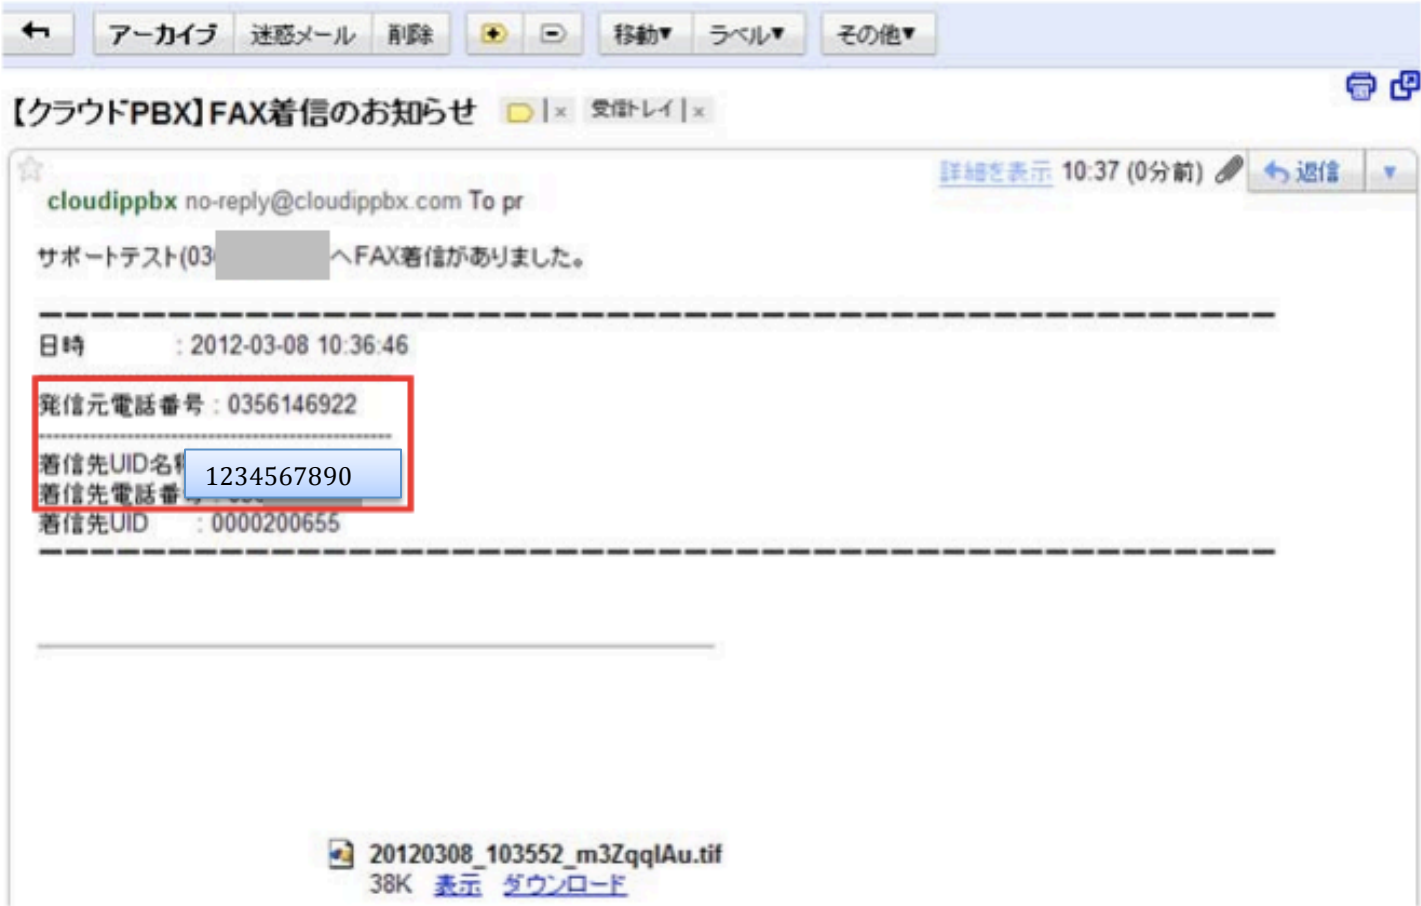 アーカイブ 迷惑メール 削除 移動▼ ラベル▼ その他▼
【クラウドPBX】FAX着信のお知らせ × 受信トレイ ×
詳細を表示 10:37 (0分前) 返信
cloudippbx no-reply@cloudippbx.com To pr
サポートテスト(03 へFAX着信がありました。
日時 : 2012-03-08 10:36:46
発信元電話番号 : 0356146922
着信先UID名
1234567890
着信先電話番
着信先UID : 0000200655
20120308_103552_m3ZqqlAu.tif
38K 表示 ダウンロード